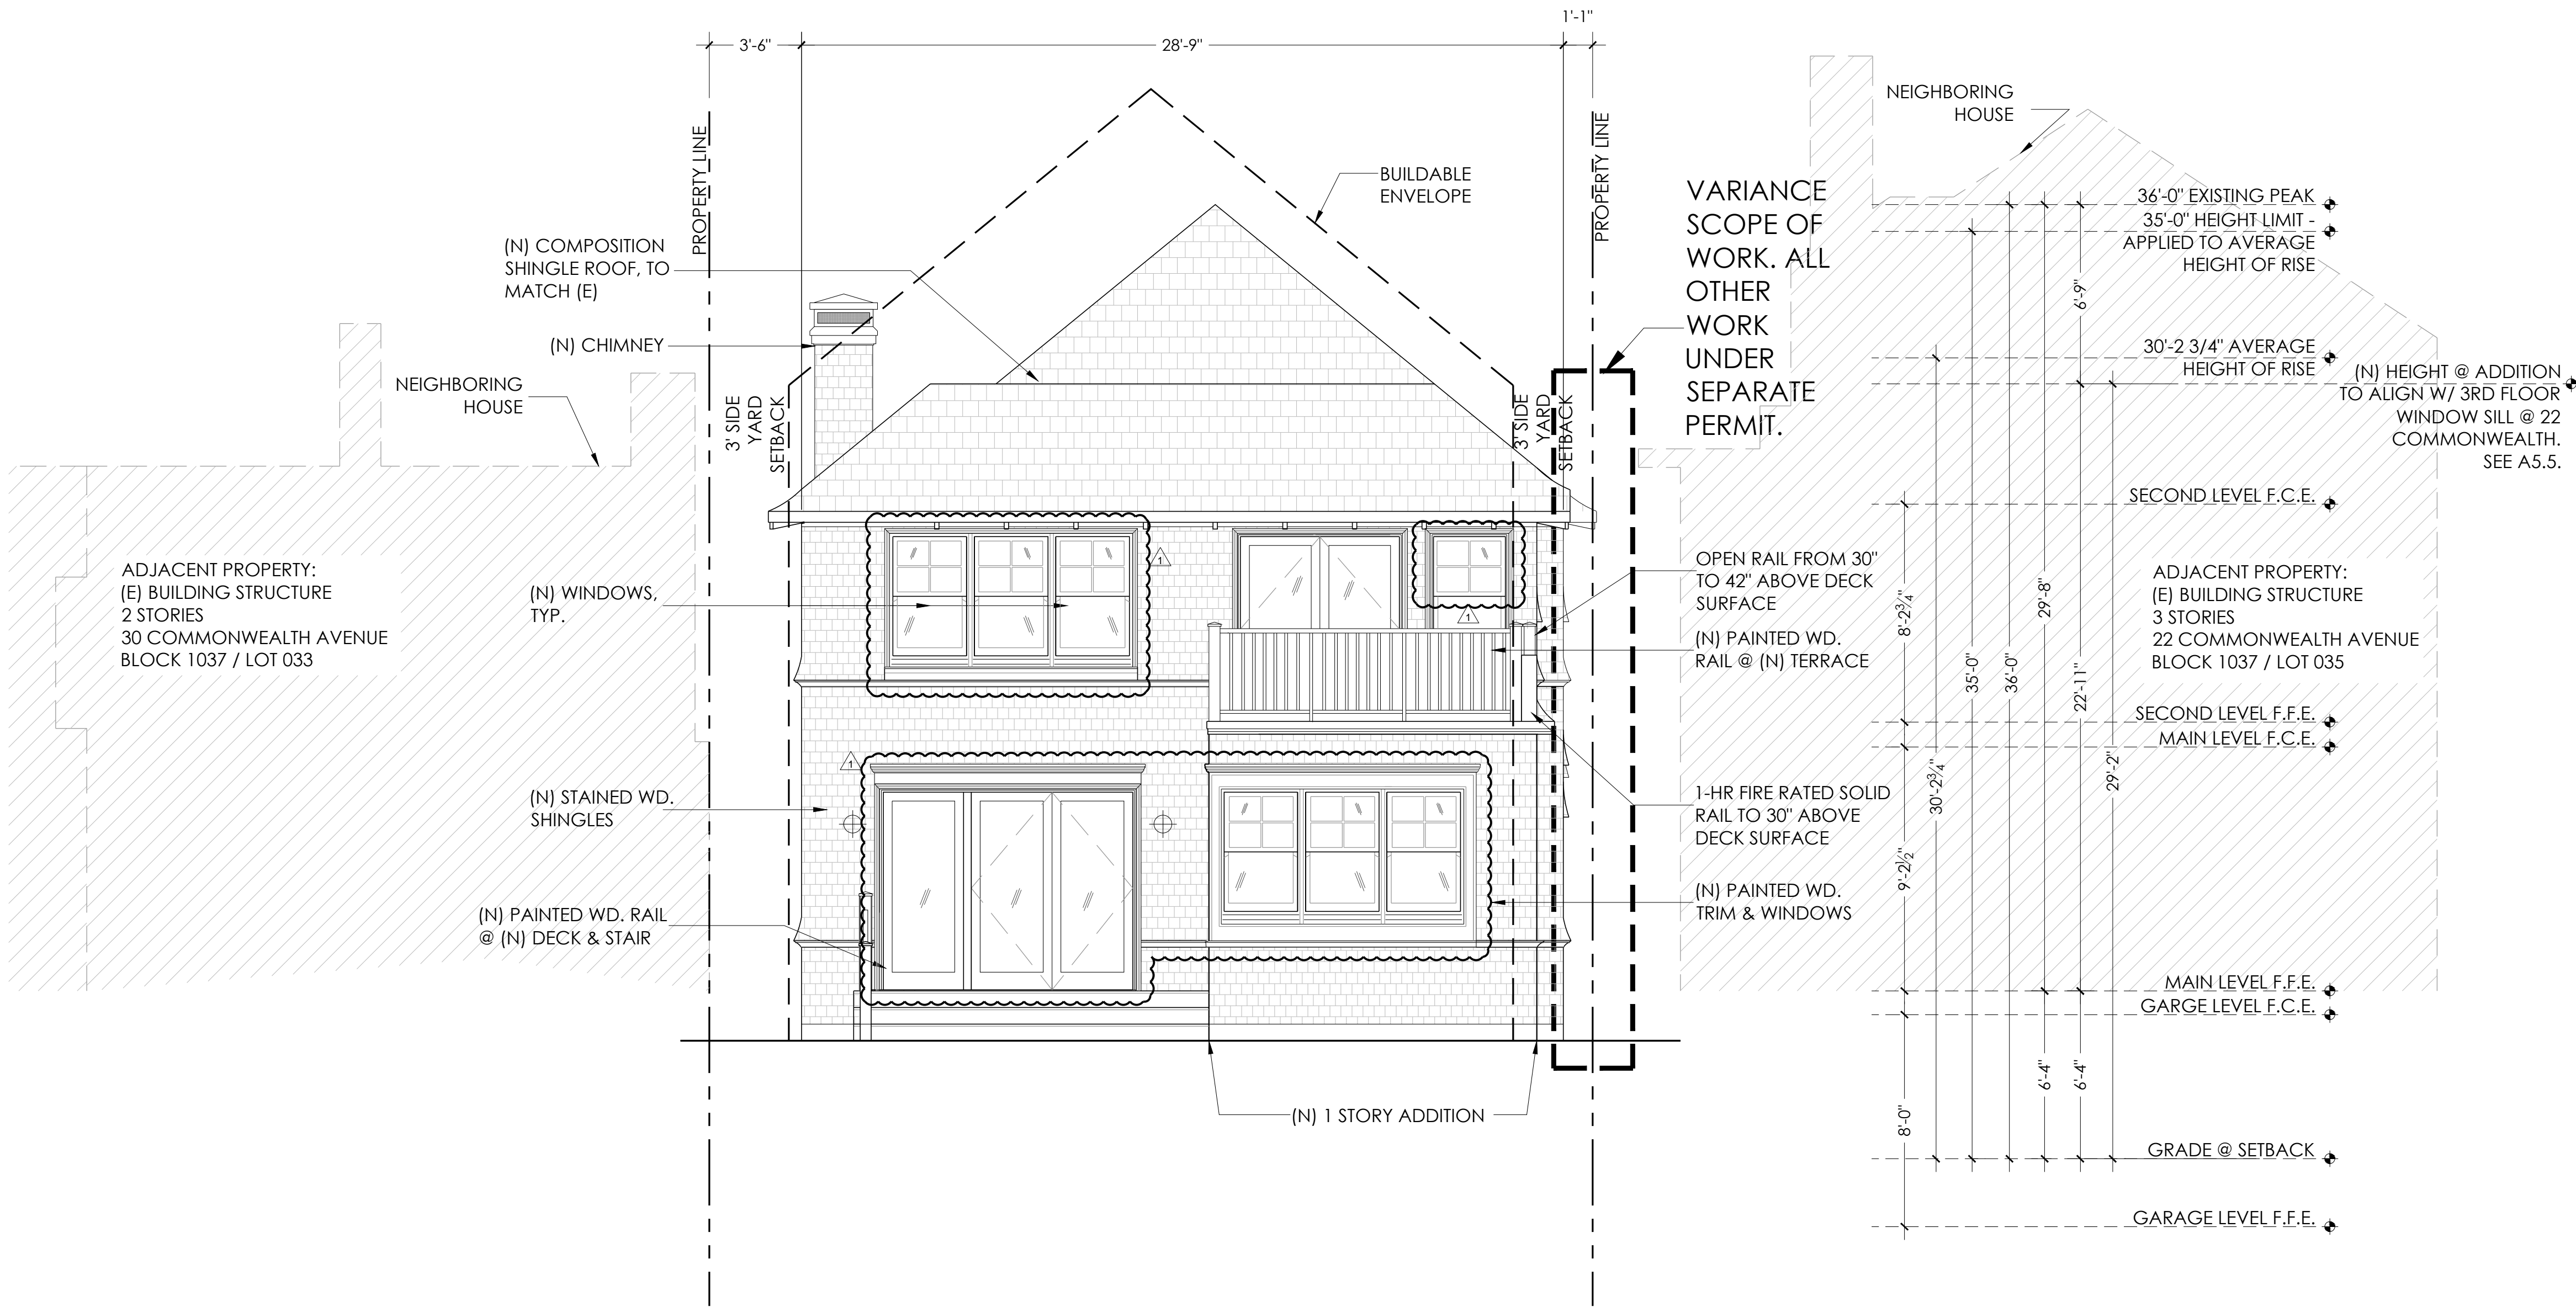 1'-1"
3'-6"
28'-9"
PROPERTY LINE
PROPERTY LINE
NEIGHBORING
HOUSE
BUILDABLE
ENVELOPE
VARIANCE
SCOPE OF
WORK. ALL
OTHER
WORK
UNDER
SEPARATE
PERMIT.
(N) COMPOSITION
SHINGLE ROOF, TO
MATCH (E)
(N) CHIMNEY
NEIGHBORING
HOUSE
3' SIDE
YARD
SETBACK
3' SIDE
YARD
SETBACK
36'-0" EXISTING PEAK
35'-0" HEIGHT LIMIT -
APPLIED TO AVERAGE
HEIGHT OF RISE
6'-9"
30'-2 3/4" AVERAGE
HEIGHT OF RISE
(N) HEIGHT @ ADDITION
TO ALIGN W/ 3RD FLOOR
WINDOW SILL @ 22
COMMONWEALTH.
SEE A5.5.
SECOND LEVEL F.C.E.
ADJACENT PROPERTY:
(E) BUILDING STRUCTURE
2 STORIES
30 COMMONWEALTH AVENUE
BLOCK 1037 / LOT 033
(N) WINDOWS,
TYP.
1
1
OPEN RAIL FROM 30"
TO 42" ABOVE DECK
SURFACE
(N) PAINTED WD.
RAIL @ (N) TERRACE
ADJACENT PROPERTY:
(E) BUILDING STRUCTURE
3 STORIES
22 COMMONWEALTH AVENUE
BLOCK 1037 / LOT 035
8'-2¾"
35'-0"
36'-0"
29'-8"
22'-11"
SECOND LEVEL F.F.E.
MAIN LEVEL F.C.E.
1
(N) STAINED WD.
SHINGLES
1-HR FIRE RATED SOLID
RAIL TO 30" ABOVE
DECK SURFACE
30'-2¾"
29'-2"
9'-2½"
(N) PAINTED WD. RAIL
@ (N) DECK & STAIR
(N) PAINTED WD.
TRIM & WINDOWS
MAIN LEVEL F.F.E.
GARGE LEVEL F.C.E.
6'-4"
6'-4"
8'-0"
(N) 1 STORY ADDITION
GRADE @ SETBACK
GARAGE LEVEL F.F.E.